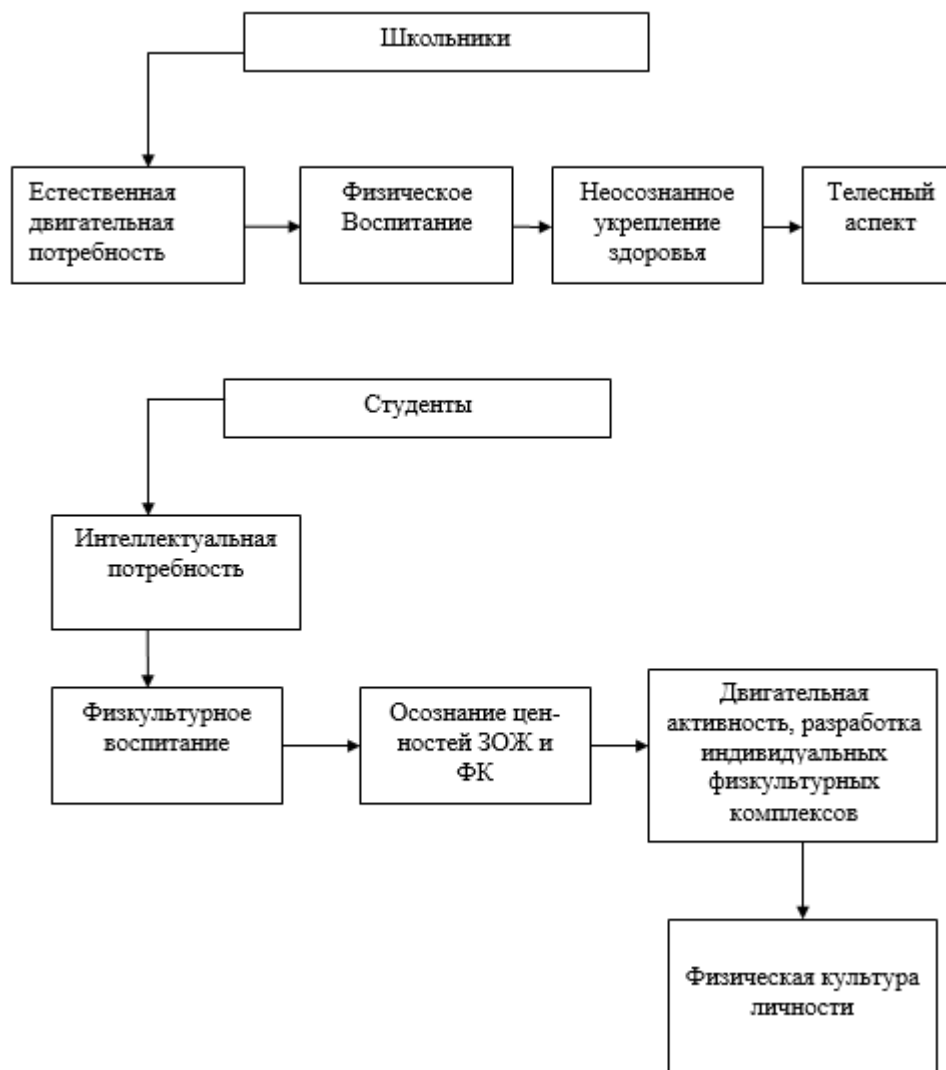 Школьники
Естественная
двигательная
потребность
Физическое
Воспитание
Неосознанное
укрепление
здоровья
Телесный
аспект
Студенты
Интеллектуальная
потребность
Физкультурное
воспитание
Осознание цен-
ностей ЗОЖ и
ФК
Двигательная
активность, разработка
индивидуальных
физкультурных
комплексов
Физическая культура
личности